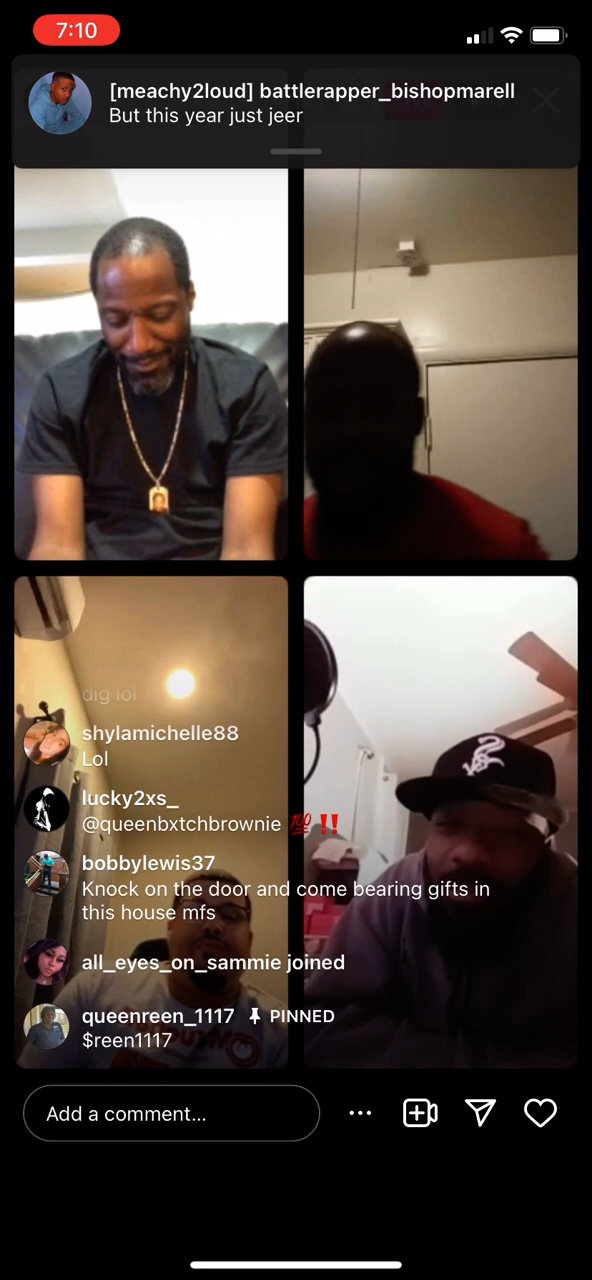 7:10
[meachy2loud] battlerapper_bishopmarell
But this year just jeer
dig lol
shylamichelle88
Lol
lucky2xs_
@queenbxtchbrownie 💯‼️
bobbylewis37
Knock on the door and come bearing gifts in
this house mfs
all_eyes_on_sammie joined
queenreen_1117 PINNED
$reen1117
Add a comment...